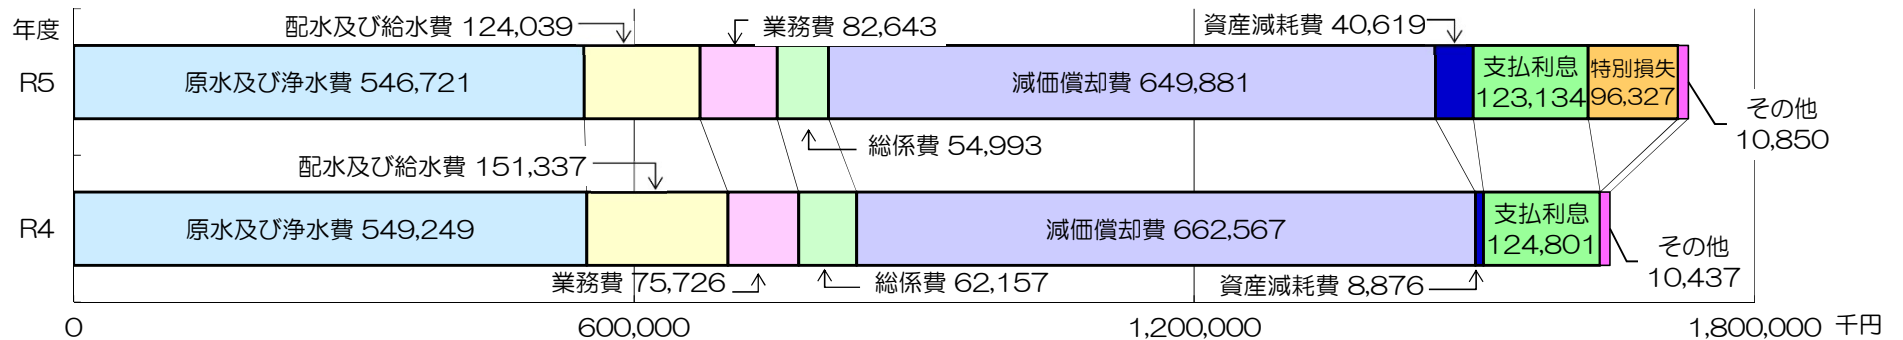 年度
配水及び給水費 124,039
業務費 82,643
資産減耗費 40,619
R5
原水及び浄水費 546,721
減価償却費 649,881
支払利息
123,134
特別損失
96,327
その他
10,850
総係費 54,993
配水及び給水費 151,337
R4
原水及び浄水費 549,249
減価償却費 662,567
支払利息
124,801
その他
10,437
業務費 75,726
総係費 62,157
資産減耗費 8,876
0
600,000
1,200,000
1,800,000 千円